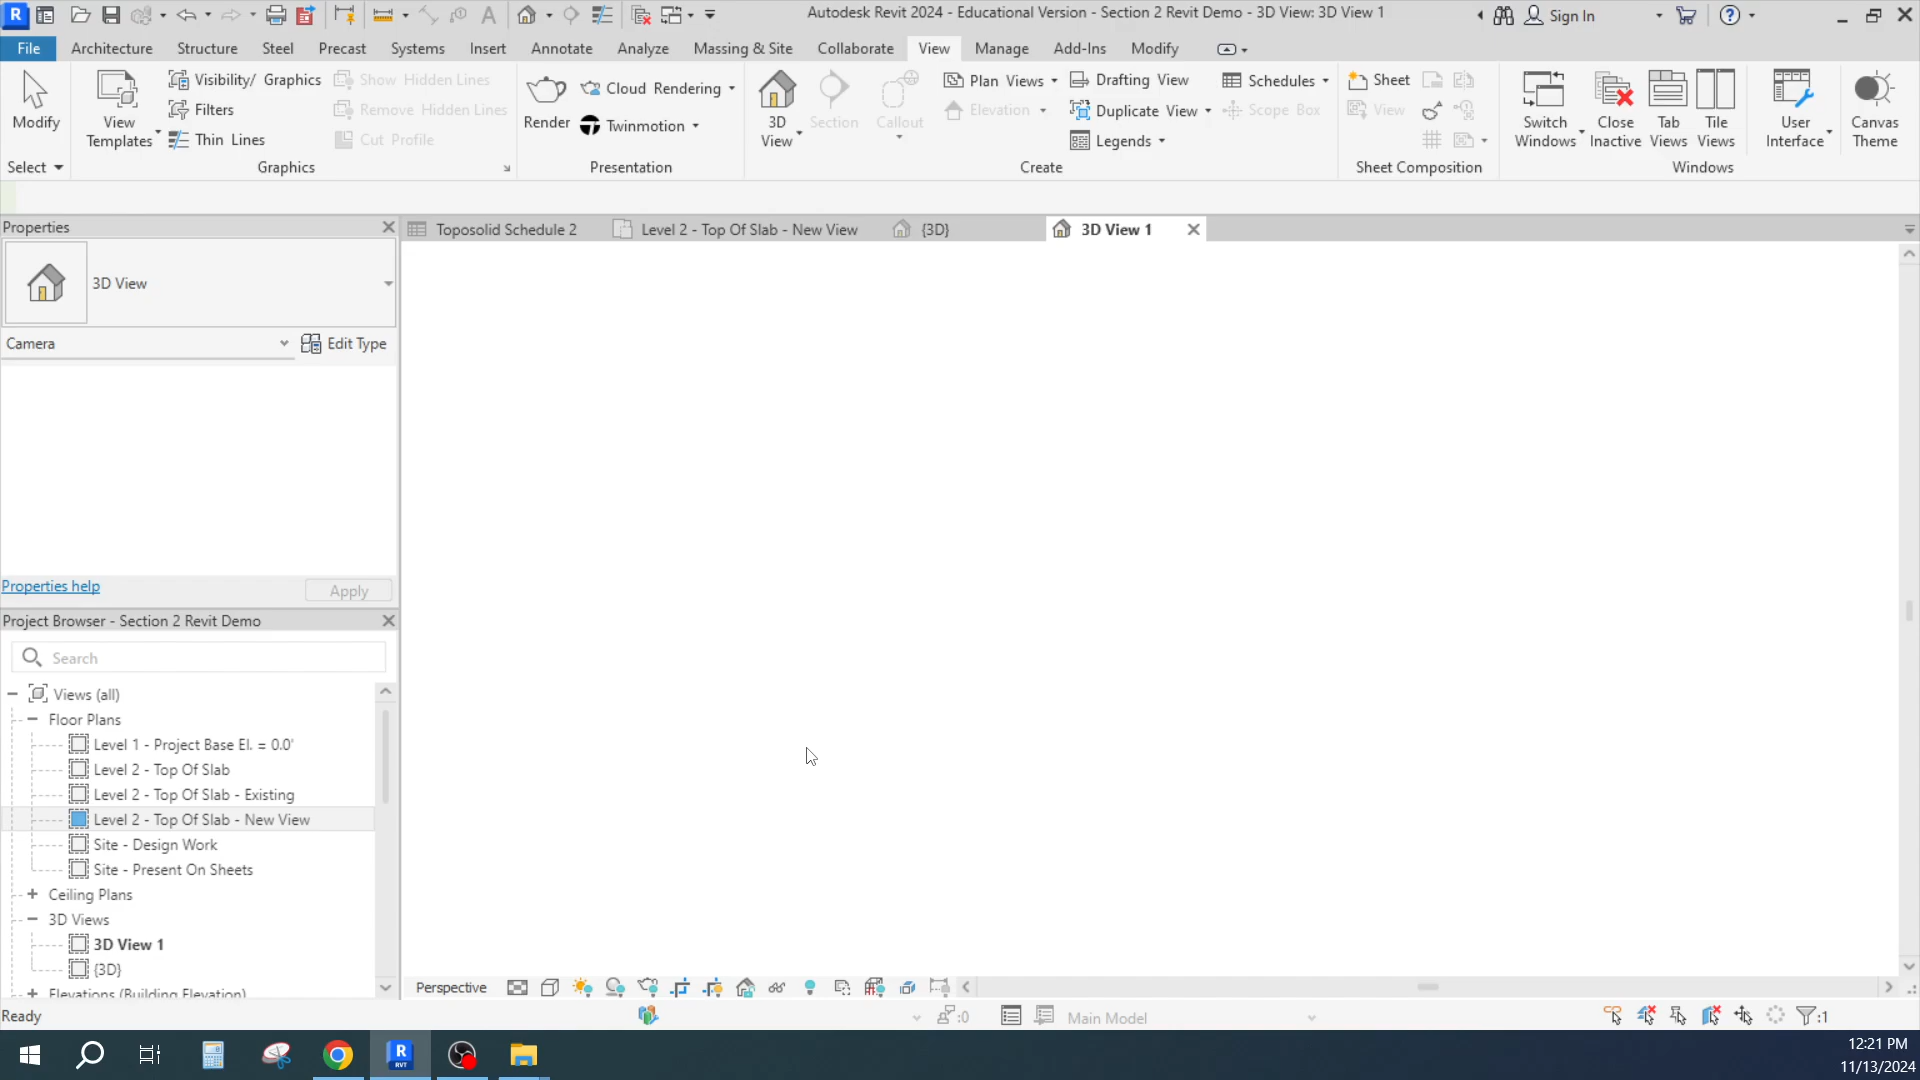 Autodesk Revit 2024 - Educational Version - Section 2 Revit Demo - 3D View: 3D View 1
Sign In
File Architecture Structure Steel Precast Systems Insert Annotate Analyze Massing & Site Collaborate View Manage Add-Ins Modify
Modify
View Templates
Visibility/ Graphics
Filters
Thin Lines
Show Hidden Lines
Remove Hidden Lines
Cut Profile
Render
Cloud Rendering
Twinmotion
3D View
Section
Callout
Plan Views
Elevation
Drafting View
Duplicate View
Legends
Schedules
Scope Box
Sheet
View
Switch Windows
Close Inactive
Tab Views
Tile Views
User Interface
Canvas Theme
Select Graphics Presentation Create Sheet Composition Windows
Properties
Toposolid Schedule 2
Level 2 - Top Of Slab - New View
{3D}
3D View 1
3D View
Camera
Edit Type
Properties help
Apply
Project Browser - Section 2 Revit Demo
Search
Views (all)
Floor Plans
Level 1 - Project Base El. = 0.0'
Level 2 - Top Of Slab
Level 2 - Top Of Slab - Existing
Level 2 - Top Of Slab - New View
Site - Design Work
Site - Present On Sheets
Ceiling Plans
3D Views
3D View 1
{3D}
Elevations (Building Elevation)
Perspective
Ready
:0
Main Model
:1
12:21 PM
11/13/2024